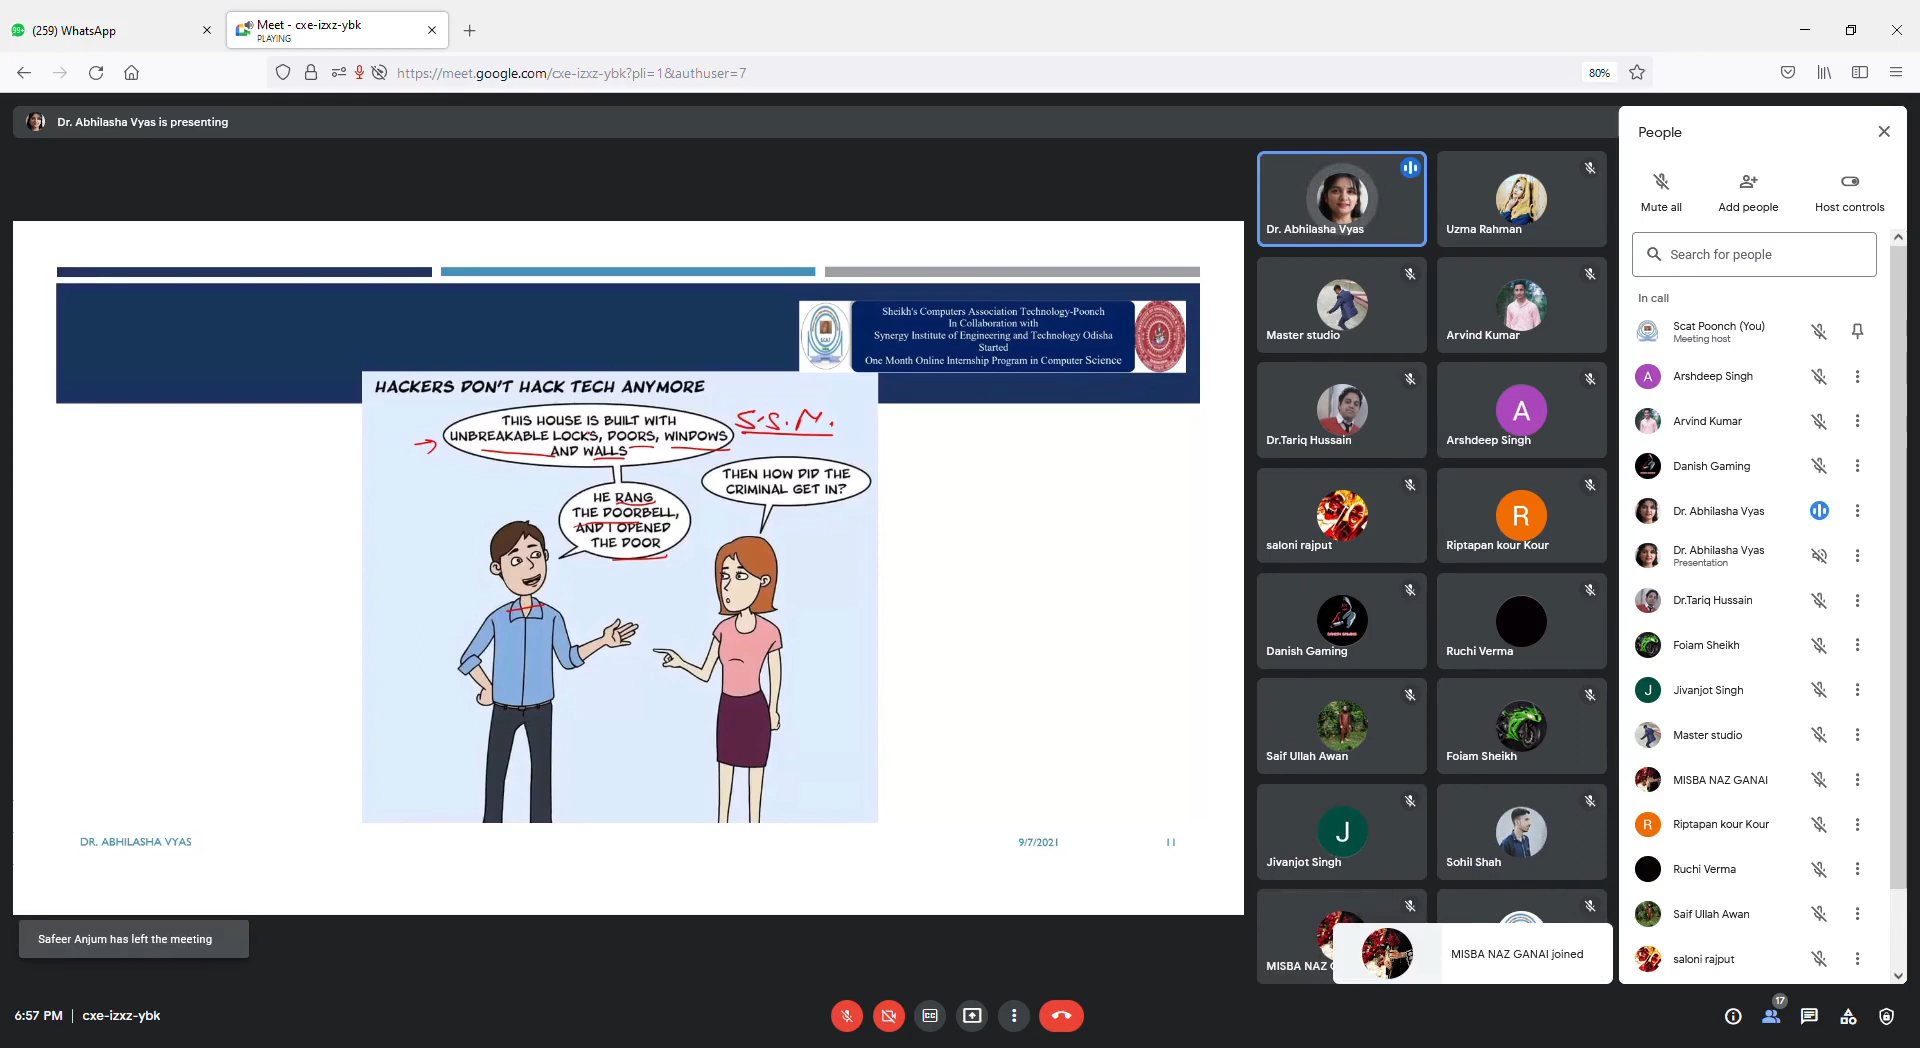 (259) WhatsApp
Meet - cxe-izxz-ybk
PLAYING
https://meet.google.com/cxe-izxz-ybk?pli=1&authuser=7
80%
Dr. Abhilasha Vyas is presenting
Sheikh's Computers Association Technology-Poonch
In Collaboration with
Synergy Institute of Engineering and Technology Odisha
Started
One Month Online Internship Program in Computer Science
SCAT
HACKERS DON'T HACK TECH ANYMORE
THIS HOUSE IS BUILT WITH
UNBREAKABLE LOCKS, DOORS, WINDOWS
AND WALLS
S.S.N.
THEN HOW DID THE
CRIMINAL GET IN?
HE RANG
THE DOORBELL,
AND I OPENED
THE DOOR
DR. ABHILASHA VYAS
9/7/2021
11
Safeer Anjum has left the meeting
6:57 PM | cxe-izxz-ybk
Dr. Abhilasha Vyas
Uzma Rahman
Master studio
Arvind Kumar
Dr.Tariq Hussain
A
Arshdeep Singh
saloni rajput
R
Riptapan kour Kour
Danish Gaming
Ruchi Verma
Saif Ullah Awan
Foiam Sheikh
J
Jivanjot Singh
Sohil Shah
MISBA NAZ
MISBA NAZ GANAI joined
People
Mute all
Add people
Host controls
Search for people
In call
Scat Poonch (You)
Meeting host
A
Arshdeep Singh
Arvind Kumar
Danish Gaming
Dr. Abhilasha Vyas
Dr. Abhilasha Vyas
Presentation
Dr.Tariq Hussain
Foiam Sheikh
J
Jivanjot Singh
Master studio
MISBA NAZ GANAI
R
Riptapan kour Kour
Ruchi Verma
Saif Ullah Awan
saloni rajput
17